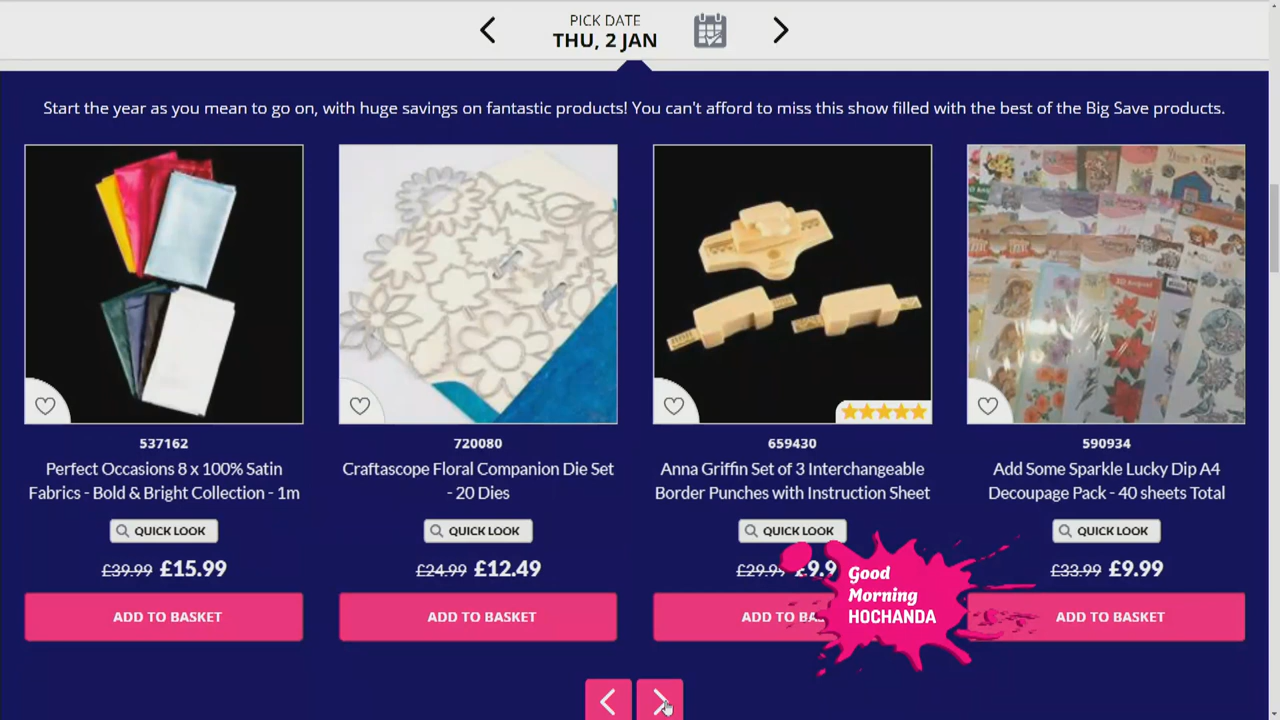 PICK DATE
THU, 2 JAN
Start the year as you mean to go on, with huge savings on fantastic products! You can't afford to miss this show filled with the best of the Big Save products.
537162
Perfect Occasions 8 x 100% Satin
Fabrics - Bold & Bright Collection - 1m
QUICK LOOK
£39.99 £15.99
ADD TO BASKET
720080
Craftascope Floral Companion Die Set
- 20 Dies
QUICK LOOK
£24.99 £12.49
ADD TO BASKET
659430
Anna Griffin Set of 3 Interchangeable
Border Punches with Instruction Sheet
QUICK LOOK
£29.99 £9.9
ADD TO BAS
590934
Add Some Sparkle Lucky Dip A4
Decoupage Pack - 40 sheets Total
QUICK LOOK
£33.99 £9.99
ADD TO BASKET
Good
Morning
HOCHANDA